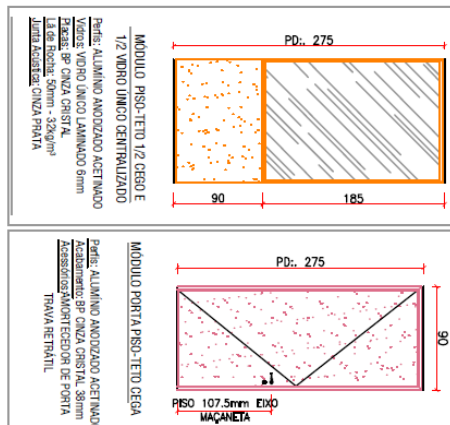 PD:. 275
MÓDULO PISO-TETO 1/2 CEGO E
1/2 VIDRO ÚNICO CENTRALIZADO
Perfis: ALUMÍNIO ANODIZADO ACETINADO
Vidros: VIDRO ÚNICO LAMINADO 6mm
Placas: BP CINZA CRISTAL
Lã de Rocha: 50mm - 32kg/m³
Junta Acústica: CINZA PRATA
90
185
PD:. 275
MÓDULO PORTA PISO-TETO CEGA
Perfis: ALUMÍNIO ANODIZADO ACETINAD
Acabamento: BP CINZA CRISTAL 38mm
Acessórios: AMORTECEDOR DE PORTA
TRAVA RETRÁTIL
90
PISO 107.5mm EIXO
MAÇANETA